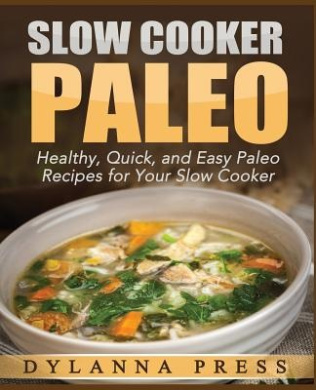 SLOW COOKER
PALEO
Healthy, Quick, and Easy Paleo
Recipes for Your Slow Cooker
DYLANNA PRESS